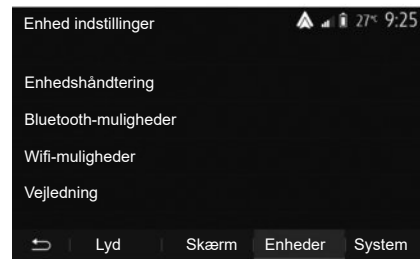 Enhed indstillinger 27°C 9:25
Enhedshåndtering
Bluetooth-muligheder
Wifi-muligheder
Vejledning
Lyd Skærm Enheder System